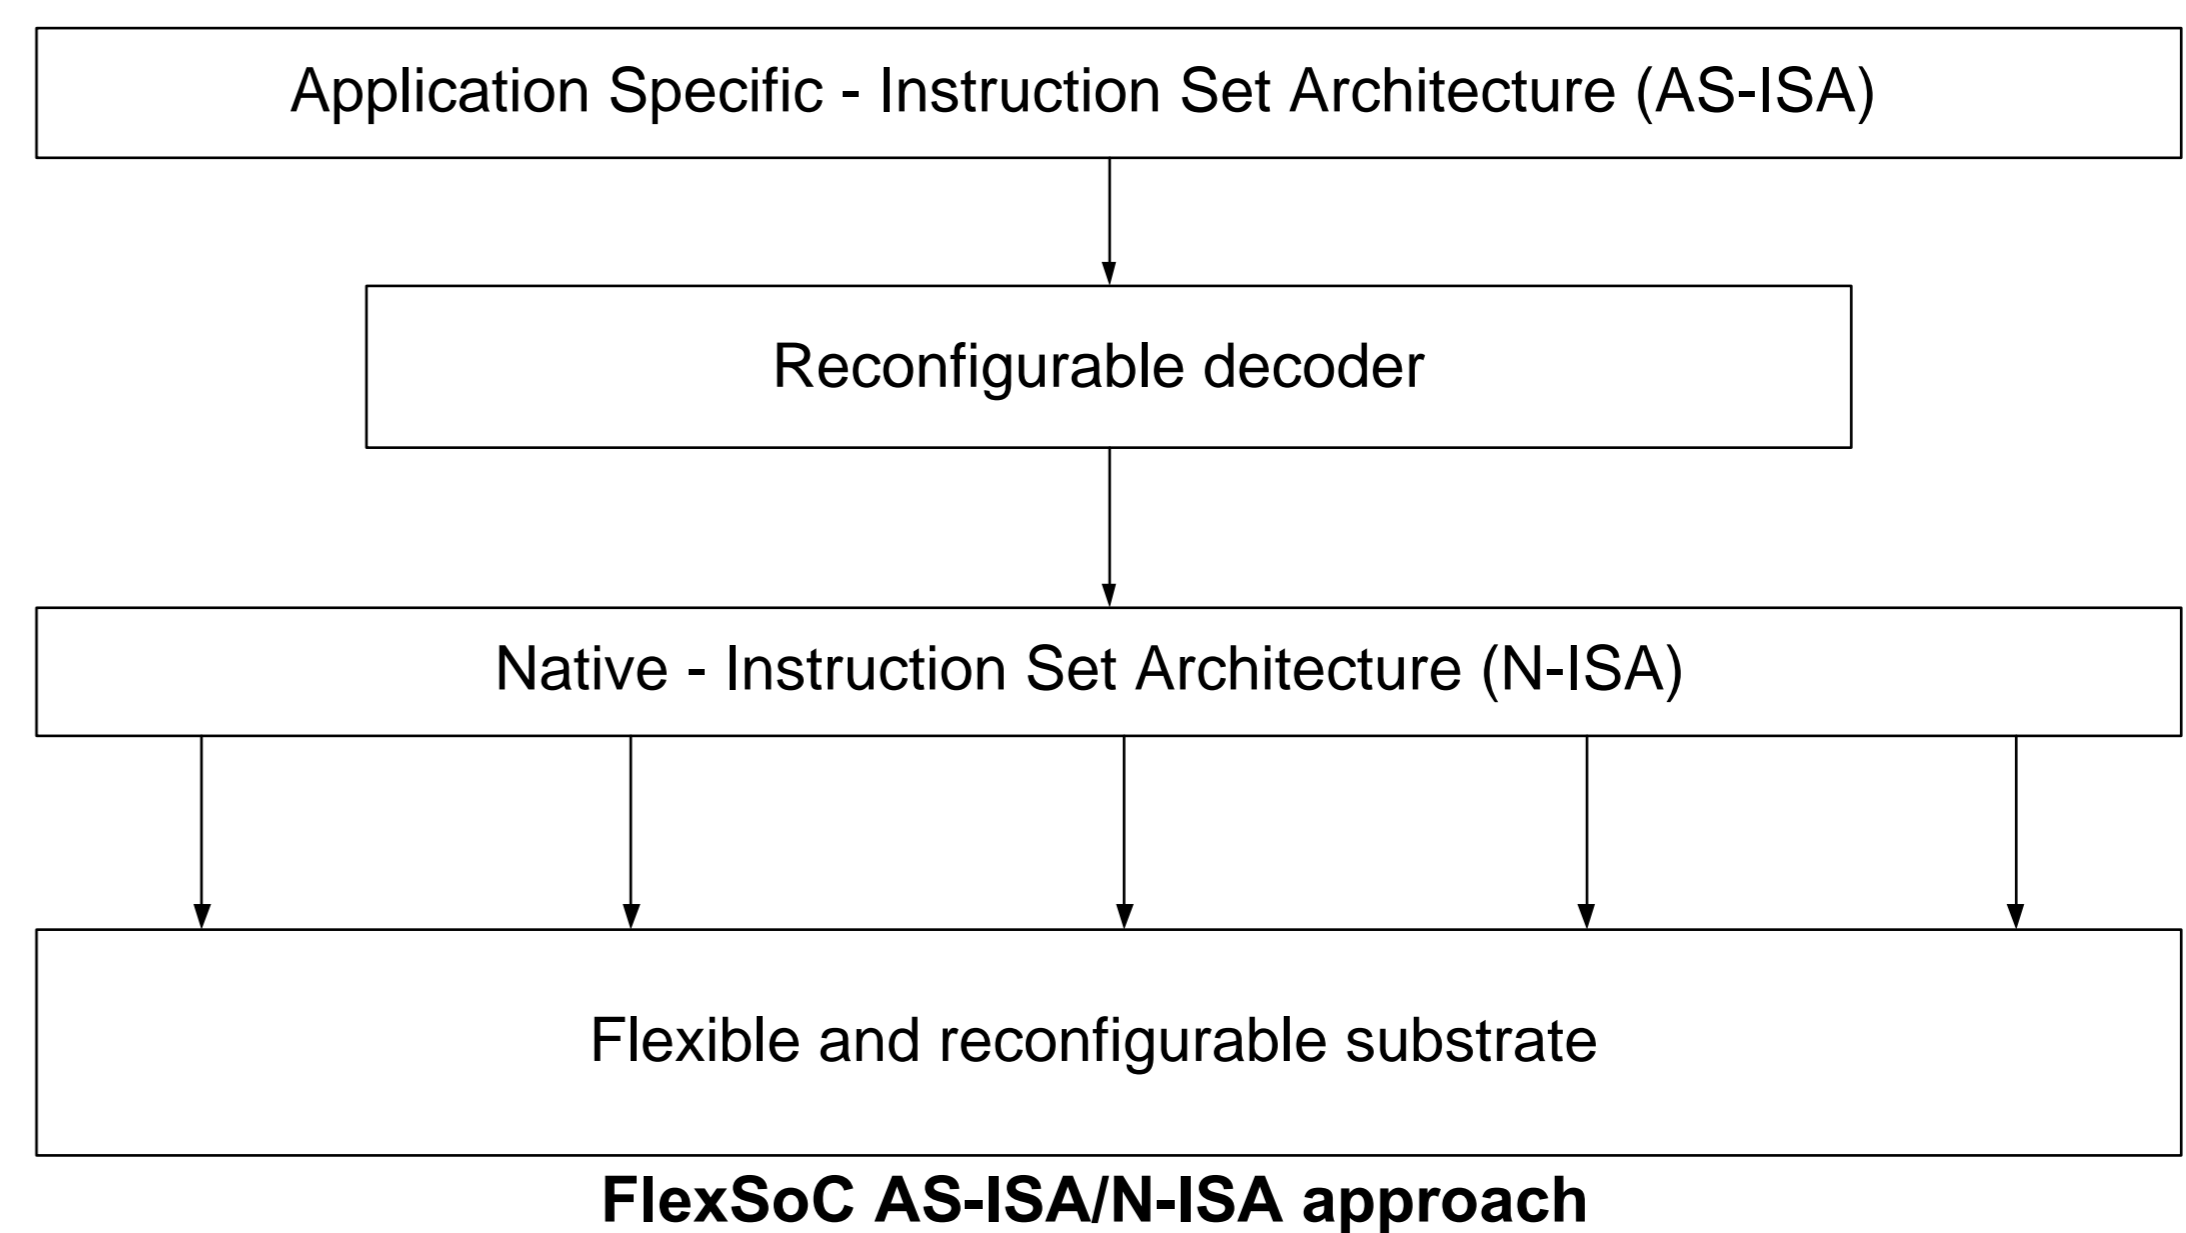 Application Specific - Instruction Set Architecture (AS-ISA)
Reconfigurable decoder
Native - Instruction Set Architecture (N-ISA)
Flexible and reconfigurable substrate
FlexSoC AS-ISA/N-ISA approach